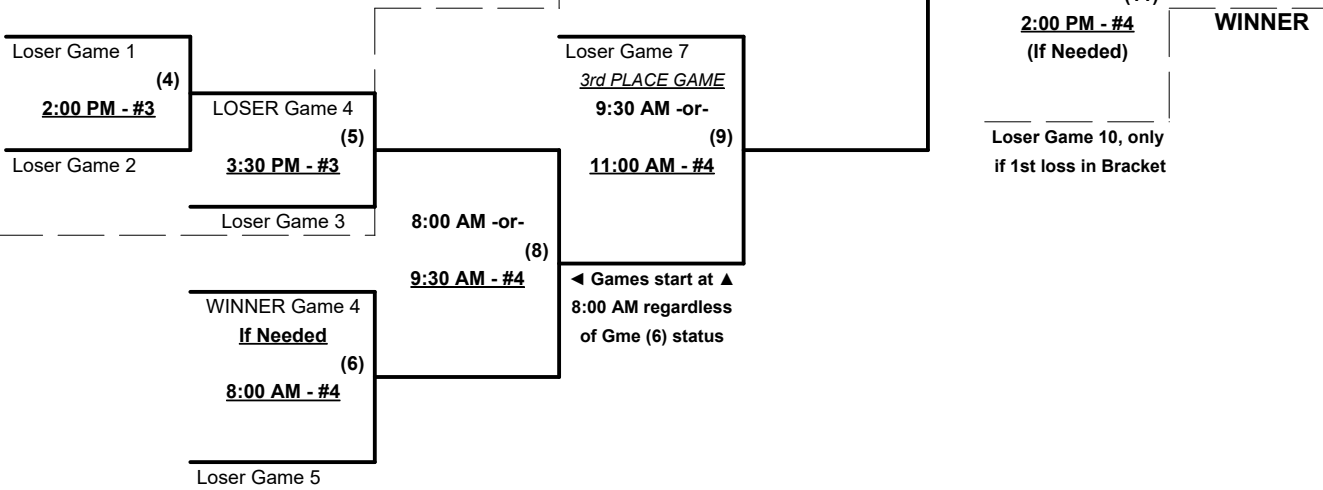 2:00 PM - #4
(If Needed)
WINNER
Loser Game 1
(4)
2:00 PM - #3
Loser Game 2
LOSER Game 4
(5)
3:30 PM - #3
Loser Game 3
Loser Game 7
3rd PLACE GAME
9:30 AM -or-
(9)
11:00 AM - #4
Loser Game 10, only
if 1st loss in Bracket
8:00 AM -or-
(8)
9:30 AM - #4
◄ Games start at ▲
8:00 AM regardless
of Gme (6) status
WINNER Game 4
If Needed
(6)
8:00 AM - #4
Loser Game 5